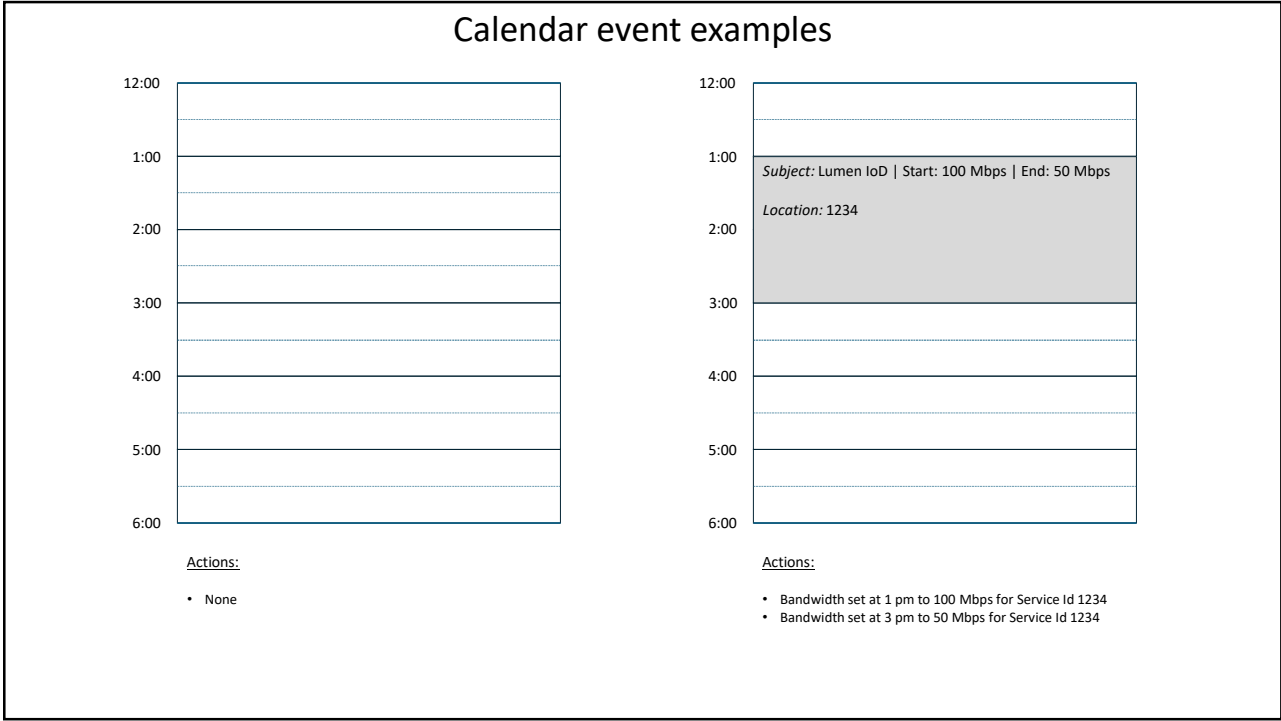 Calendar event examples
12:00
1:00
2:00
3:00
4:00
5:00
6:00
Actions:
• None
12:00
1:00
Subject: Lumen IoD | Start: 100 Mbps | End: 50 Mbps
Location: 1234
2:00
3:00
4:00
5:00
6:00
Actions:
• Bandwidth set at 1 pm to 100 Mbps for Service Id 1234
• Bandwidth set at 3 pm to 50 Mbps for Service Id 1234